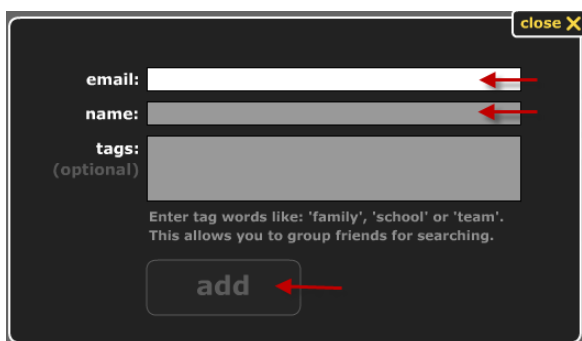 close X
email:
name:
tags:
(optional)
Enter tag words like: 'family', 'school' or 'team'.
This allows you to group friends for searching.
add